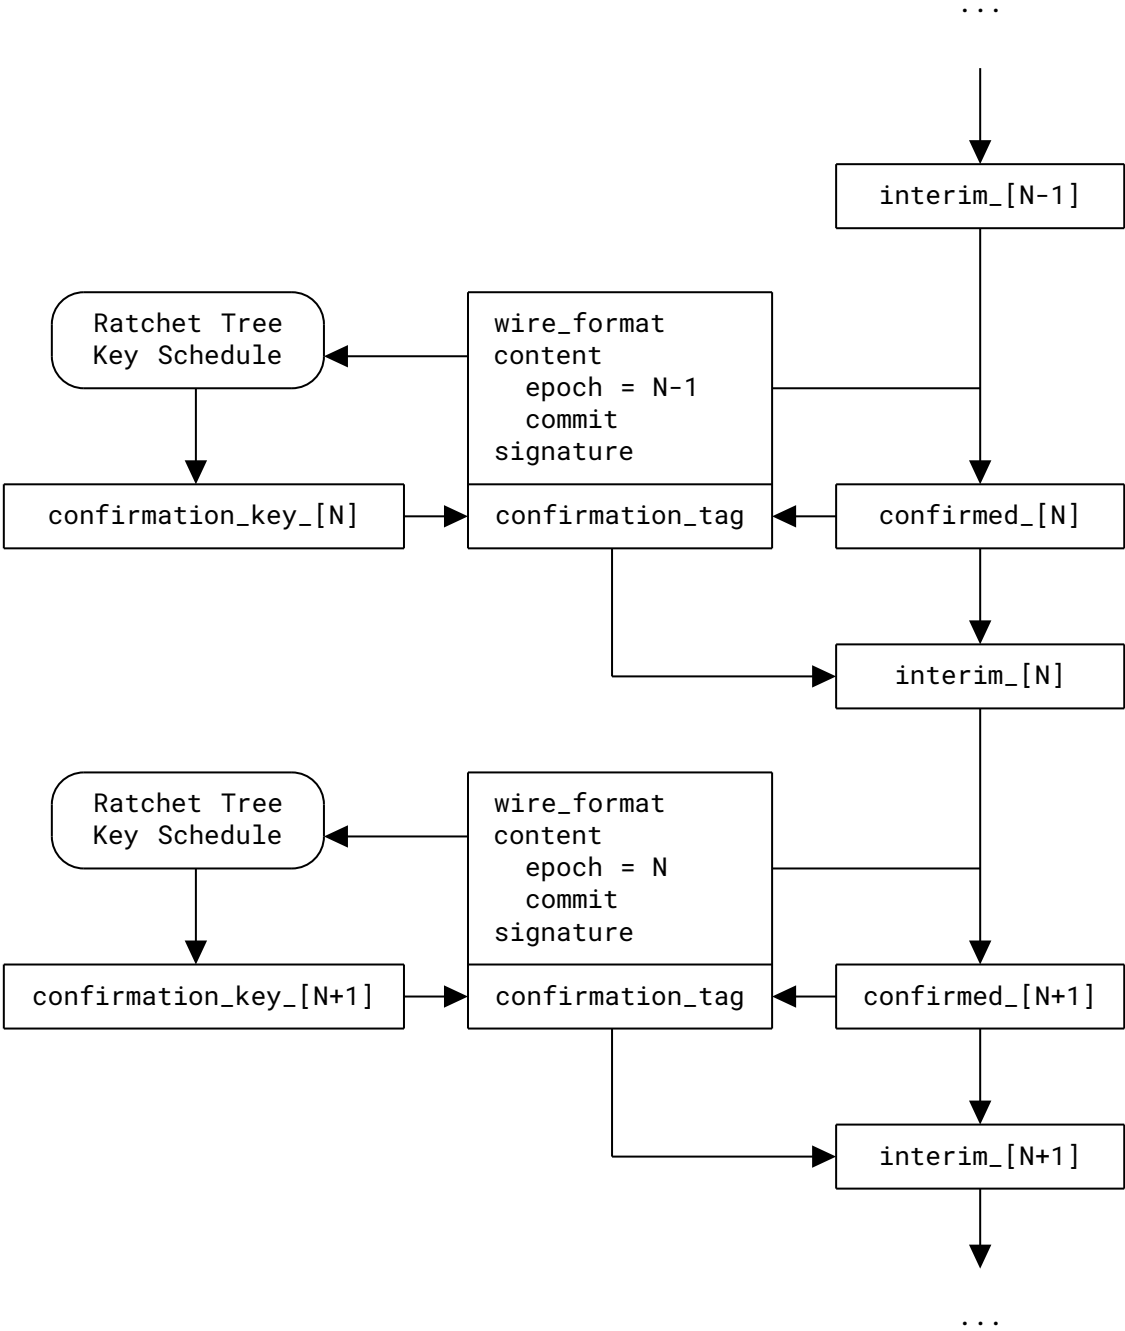 ...
interim_[N-1]
Ratchet Tree
Key Schedule
wire_format
content
epoch = N-1
commit
signature
confirmation_key_[N]
confirmation_tag
confirmed_[N]
interim_[N]
Ratchet Tree
Key Schedule
wire_format
content
epoch = N
commit
signature
confirmation_key_[N+1]
confirmation_tag
confirmed_[N+1]
interim_[N+1]
...